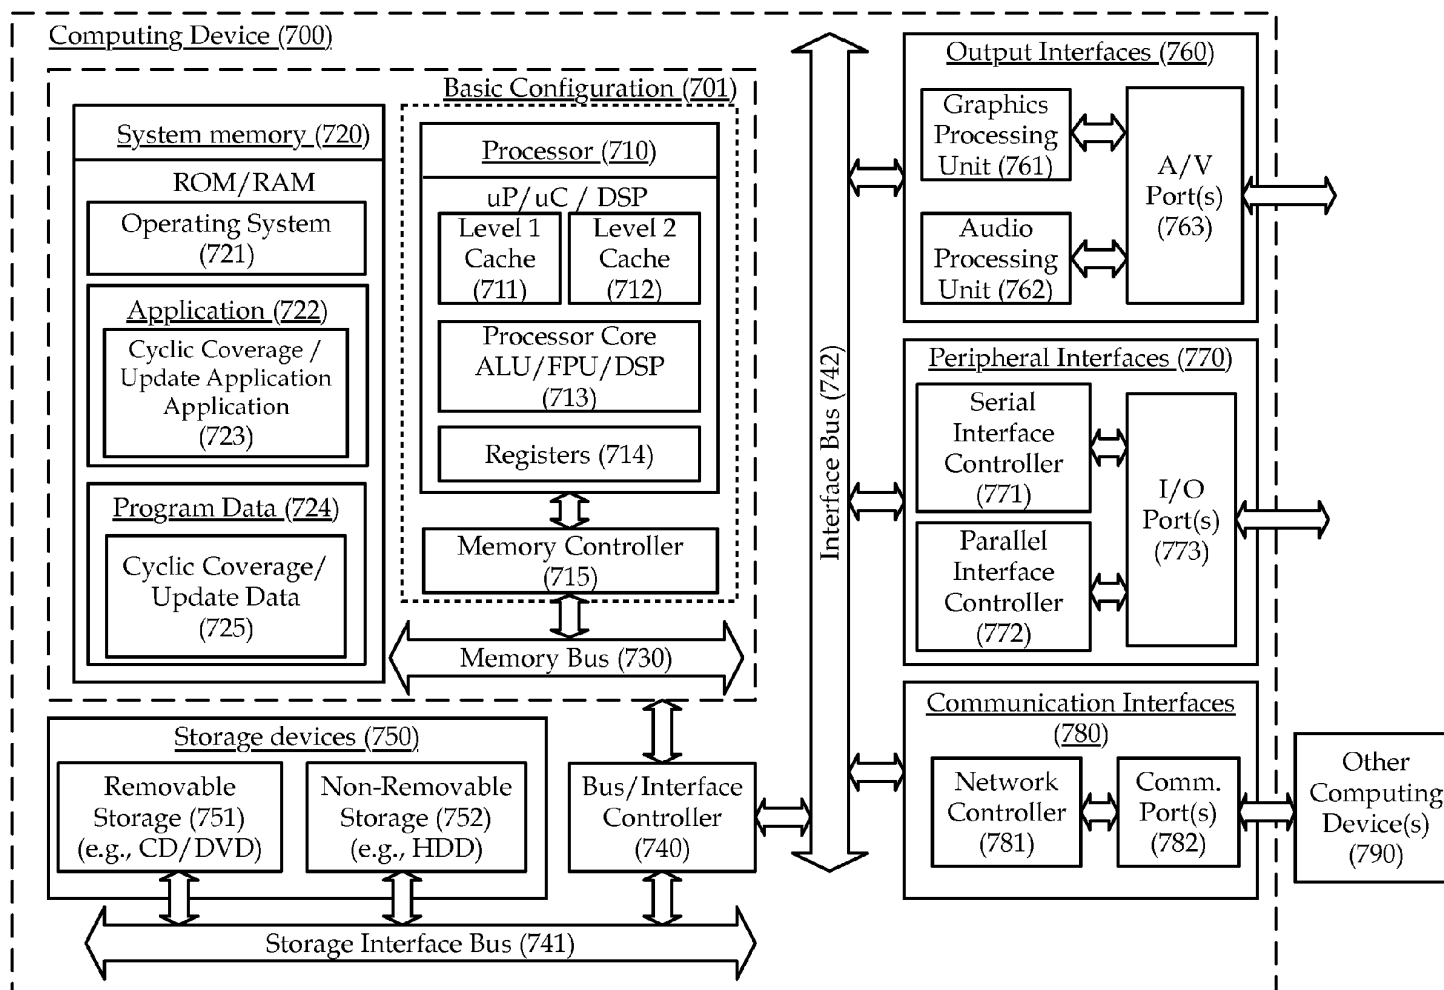 Computing Device (700)
Basic Configuration (701)
System memory (720)
ROM/RAM
Operating System
(721)
Application (722)
Cyclic Coverage /
Update Application
Application
(723)
Program Data (724)
Cyclic Coverage/
Update Data
(725)
Processor (710)
uP/uC / DSP
Level 1
Cache
(711)
Level 2
Cache
(712)
Processor Core
ALU/FPU/DSP
(713)
Registers (714)
Memory Controller
(715)
Memory Bus (730)
Storage devices (750)
Removable
Storage (751)
(e.g., CD/DVD)
Non-Removable
Storage (752)
(e.g., HDD)
Bus/Interface
Controller
(740)
Storage Interface Bus (741)
Interface Bus (742)
Output Interfaces (760)
Graphics
Processing
Unit (761)
Audio
Processing
Unit (762)
A/V
Port(s)
(763)
Peripheral Interfaces (770)
Serial
Interface
Controller
(771)
Parallel
Interface
Controller
(772)
I/O
Port(s)
(773)
Communication Interfaces
(780)
Network
Controller
(781)
Comm.
Port(s)
(782)
Other
Computing
Device(s)
(790)